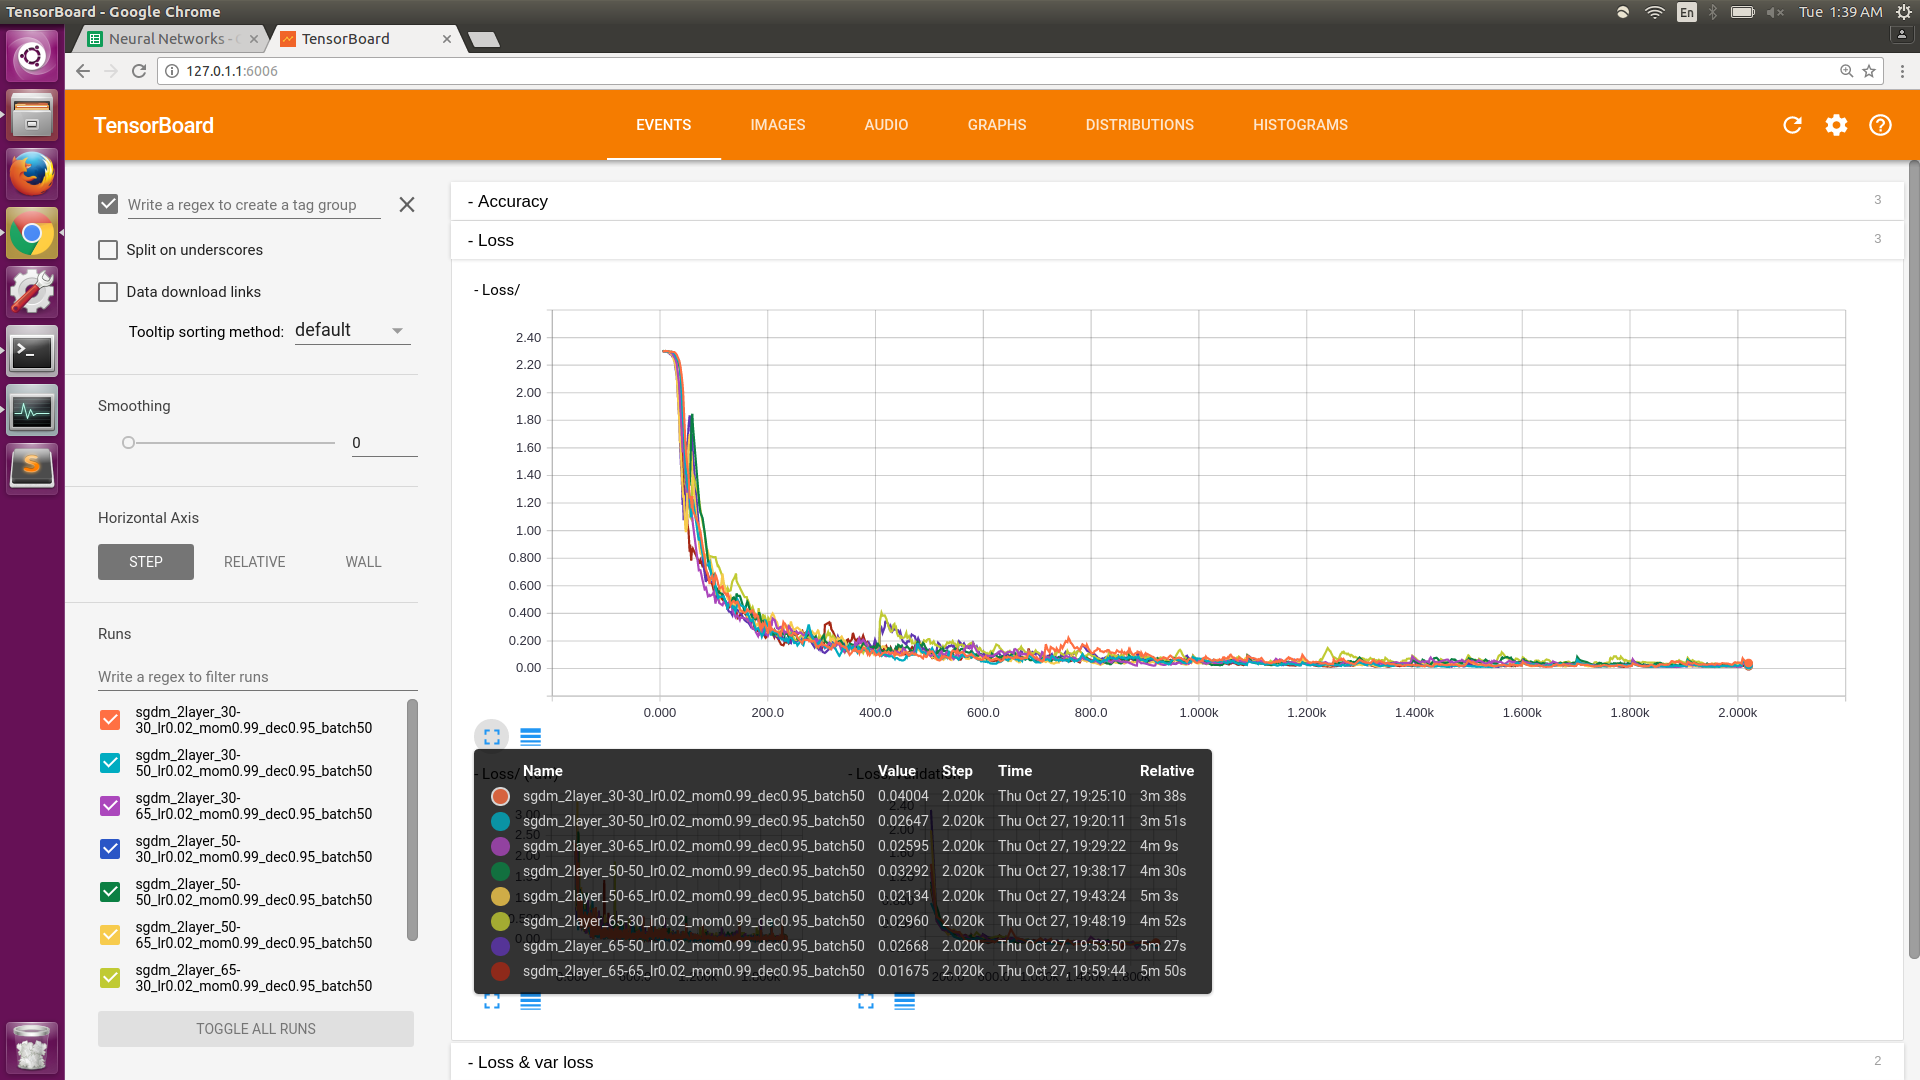 TensorBoard - Google Chrome
En
Tue 1:39 AM
Neural Networks -
TensorBoard
127.0.1.1:6006
TensorBoard
EVENTS
IMAGES
AUDIO
GRAPHS
DISTRIBUTIONS
HISTOGRAMS
Write a regex to create a tag group
Split on underscores
Data download links
Tooltip sorting method: default
Smoothing
0
Horizontal Axis
STEP RELATIVE WALL
Runs
Write a regex to filter runs
sgdm_2layer_30-
30_lr0.02_mom0.99_dec0.95_batch50
sgdm_2layer_30-
50_lr0.02_mom0.99_dec0.95_batch50
sgdm_2layer_30-
65_lr0.02_mom0.99_dec0.95_batch50
sgdm_2layer_50-
30_lr0.02_mom0.99_dec0.95_batch50
sgdm_2layer_50-
50_lr0.02_mom0.99_dec0.95_batch50
sgdm_2layer_50-
65_lr0.02_mom0.99_dec0.95_batch50
sgdm_2layer_65-
30_lr0.02_mom0.99_dec0.95_batch50
TOGGLE ALL RUNS
- Accuracy 3
- Loss 3
- Loss/
2.40
2.20
2.00
1.80
1.60
1.40
1.20
1.00
0.800
0.600
0.400
0.200
0.00
0.000 200.0 400.0 600.0 800.0 1.000k 1.200k 1.400k 1.600k 1.800k 2.000k
Name Value Step Time Relative
sgdm_2layer_30-30_lr0.02_mom0.99_dec0.95_batch50 0.04004 2.020k Thu Oct 27, 19:25:10 3m 38s
sgdm_2layer_30-50_lr0.02_mom0.99_dec0.95_batch50 0.02647 2.020k Thu Oct 27, 19:20:11 3m 51s
sgdm_2layer_30-65_lr0.02_mom0.99_dec0.95_batch50 0.02595 2.020k Thu Oct 27, 19:29:22 4m 9s
sgdm_2layer_50-50_lr0.02_mom0.99_dec0.95_batch50 0.03292 2.020k Thu Oct 27, 19:38:17 4m 30s
sgdm_2layer_50-65_lr0.02_mom0.99_dec0.95_batch50 0.02134 2.020k Thu Oct 27, 19:43:24 5m 3s
sgdm_2layer_65-30_lr0.02_mom0.99_dec0.95_batch50 0.02960 2.020k Thu Oct 27, 19:48:19 4m 52s
sgdm_2layer_65-50_lr0.02_mom0.99_dec0.95_batch50 0.02668 2.020k Thu Oct 27, 19:53:50 5m 27s
sgdm_2layer_65-65_lr0.02_mom0.99_dec0.95_batch50 0.01675 2.020k Thu Oct 27, 19:59:44 5m 50s
- Loss & var loss 2